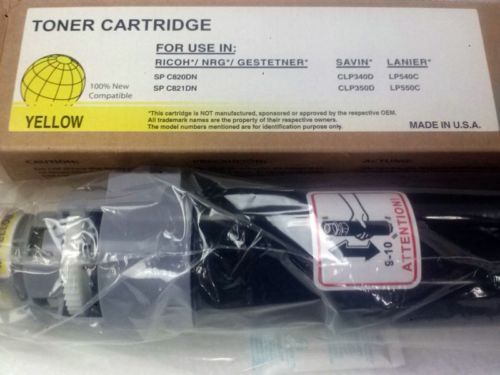 TONER CARTRIDGE
FOR USE IN:
RICOH*/ NRG*/ GESTETNER* SAVIN* LANIER*
SP C820DN CLP340D LP540C
SP C821DN CLP350D LP550C
100% New
Compatible
YELLOW
*This cartridge is NOT manufactured, sponsored or approved by the respective OEM.
All trademark names are the property of their respective owners.
The model numbers mentioned are for identification purpose only.
MADE IN U.S.A.
CAUTION:
ATTENTION!
9-10